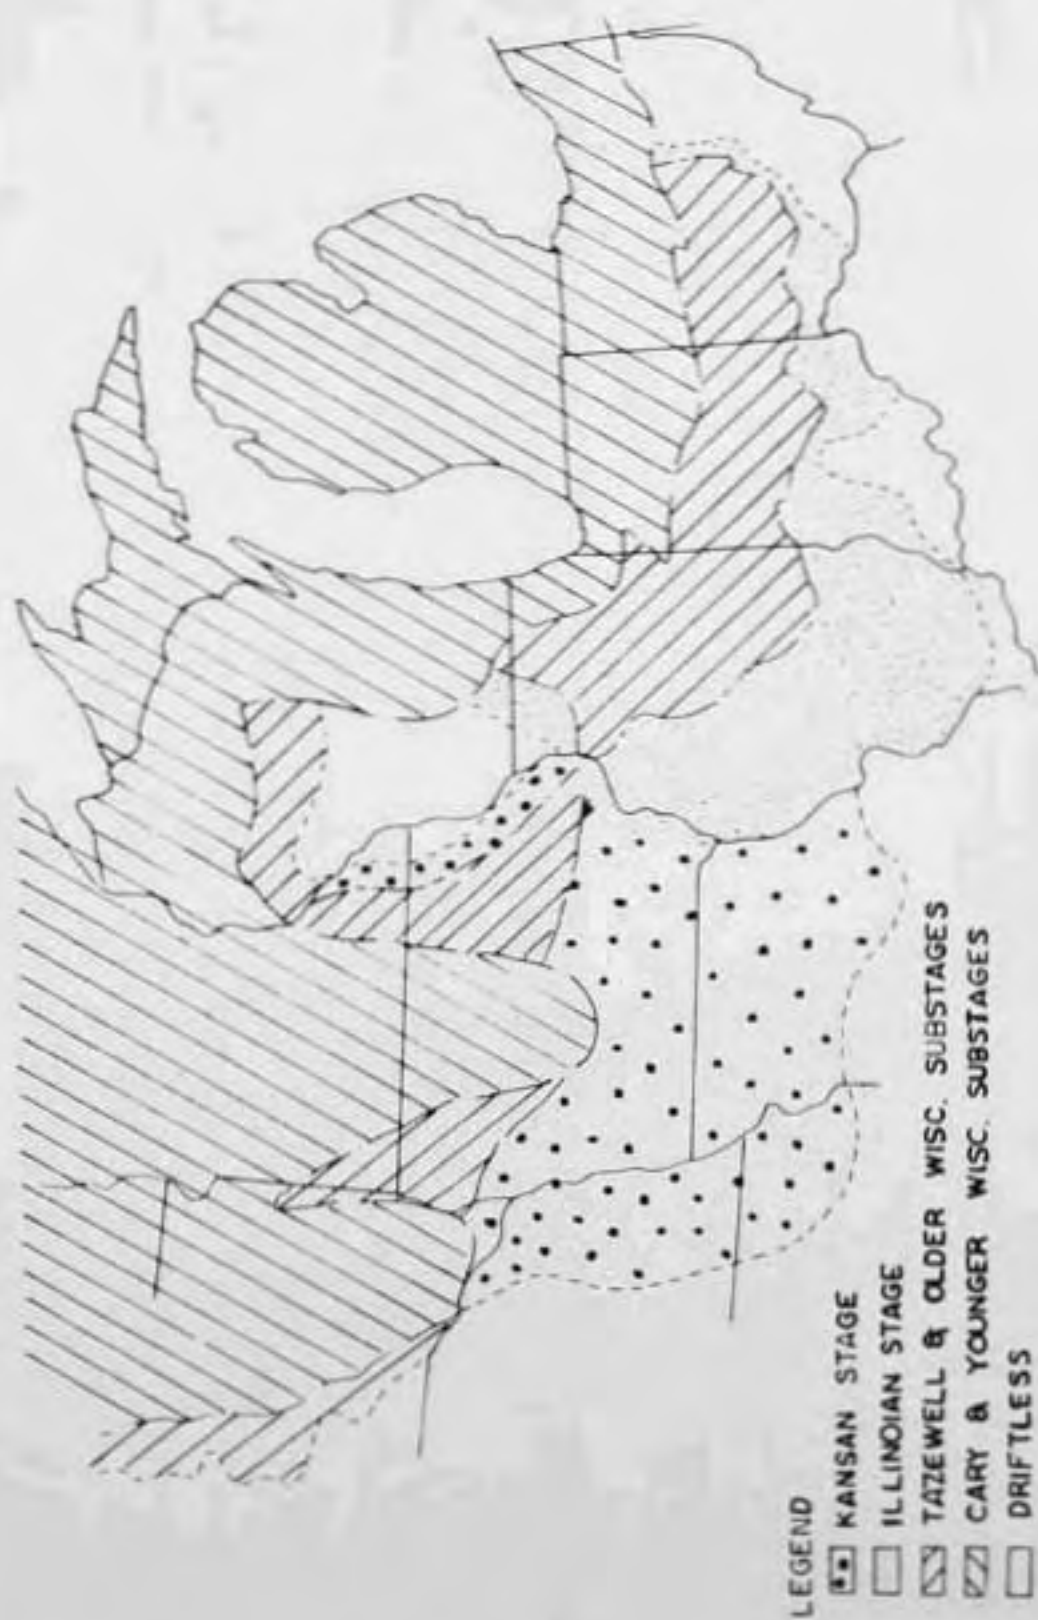 LEGEND
KANSAN STAGE
ILLINOIAN STAGE
TAZEWELL & OLDER WISC. SUBSTAGES
CARY & YOUNGER WISC. SUBSTAGES
DRIFTLESS